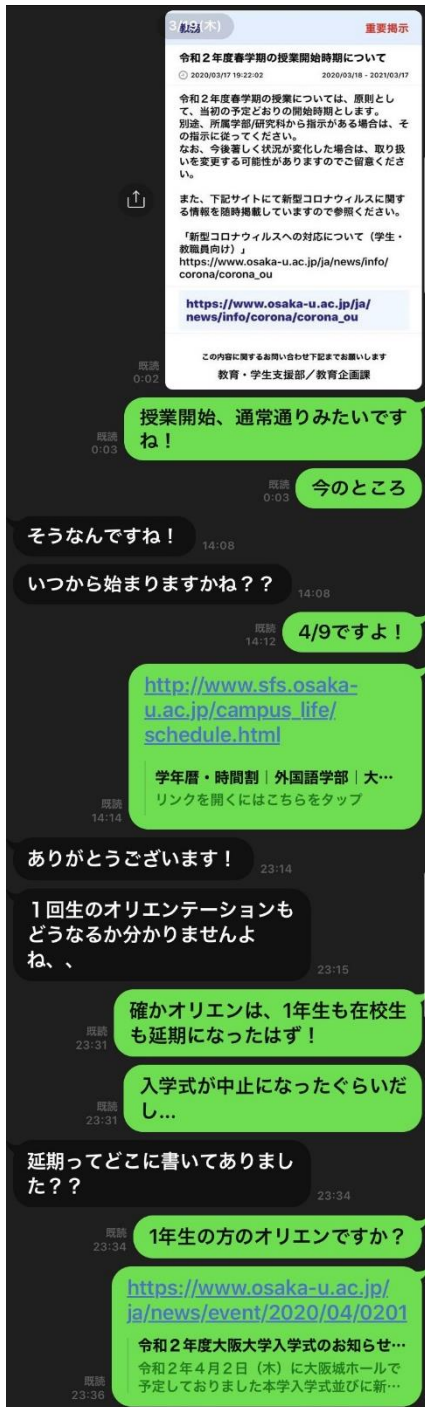 3/19(木)
重要掲示
令和２年度春学期の授業開始時期について
2020/03/17 19:22:02
2020/03/18 - 2021/03/17
令和２年度春学期の授業については、原則とし
て、当初の予定どおりの開始時期とします。
別途、所属学部/研究科から指示がある場合は、そ
の指示に従ってください。
なお、今後著しく状況が変化した場合は、取り扱
いを変更する可能性がありますのでご留意くださ
い。
また、下記サイトにて新型コロナウィルスに関す
る情報を随時掲載していますので参照ください。
「新型コロナウィルスへの対応について（学生・
教職員向け）」
https://www.osaka-u.ac.jp/ja/news/info/
corona/corona_ou
https://www.osaka-u.ac.jp/ja/
news/info/corona/corona_ou
この内容に関するお問い合わせ下記までお願いします
教育・学生支援部／教育企画課
既読
0:02
授業開始、通常通りみたいです
ね！
既読
0:03
今のところ
既読
0:03
そうなんですね！
14:08
いつから始まりますかね？？
14:08
4/9ですよ！
既読
14:12
http://www.sfs.osaka-
u.ac.jp/campus_life/
schedule.html
学年暦・時間割｜外国語学部｜大…
リンクを開くにはこちらをタップ
既読
14:14
ありがとうございます！
23:14
１回生のオリエンテーションも
どうなるか分かりませんよ
ね、、
23:15
確かオリエンは、1年生も在校生
も延期になったはず！
既読
23:31
入学式が中止になったぐらいだ
し...
既読
23:31
延期ってどこに書いてありまし
た？？
23:34
1年生の方のオリエンですか？
既読
23:34
https://www.osaka-u.ac.jp/
ja/news/event/2020/04/0201
令和２年度大阪大学入学式のお知らせ…
令和２年４月２日（木）に大阪城ホールで
予定しておりました本学入学式並びに新…
既読
23:36